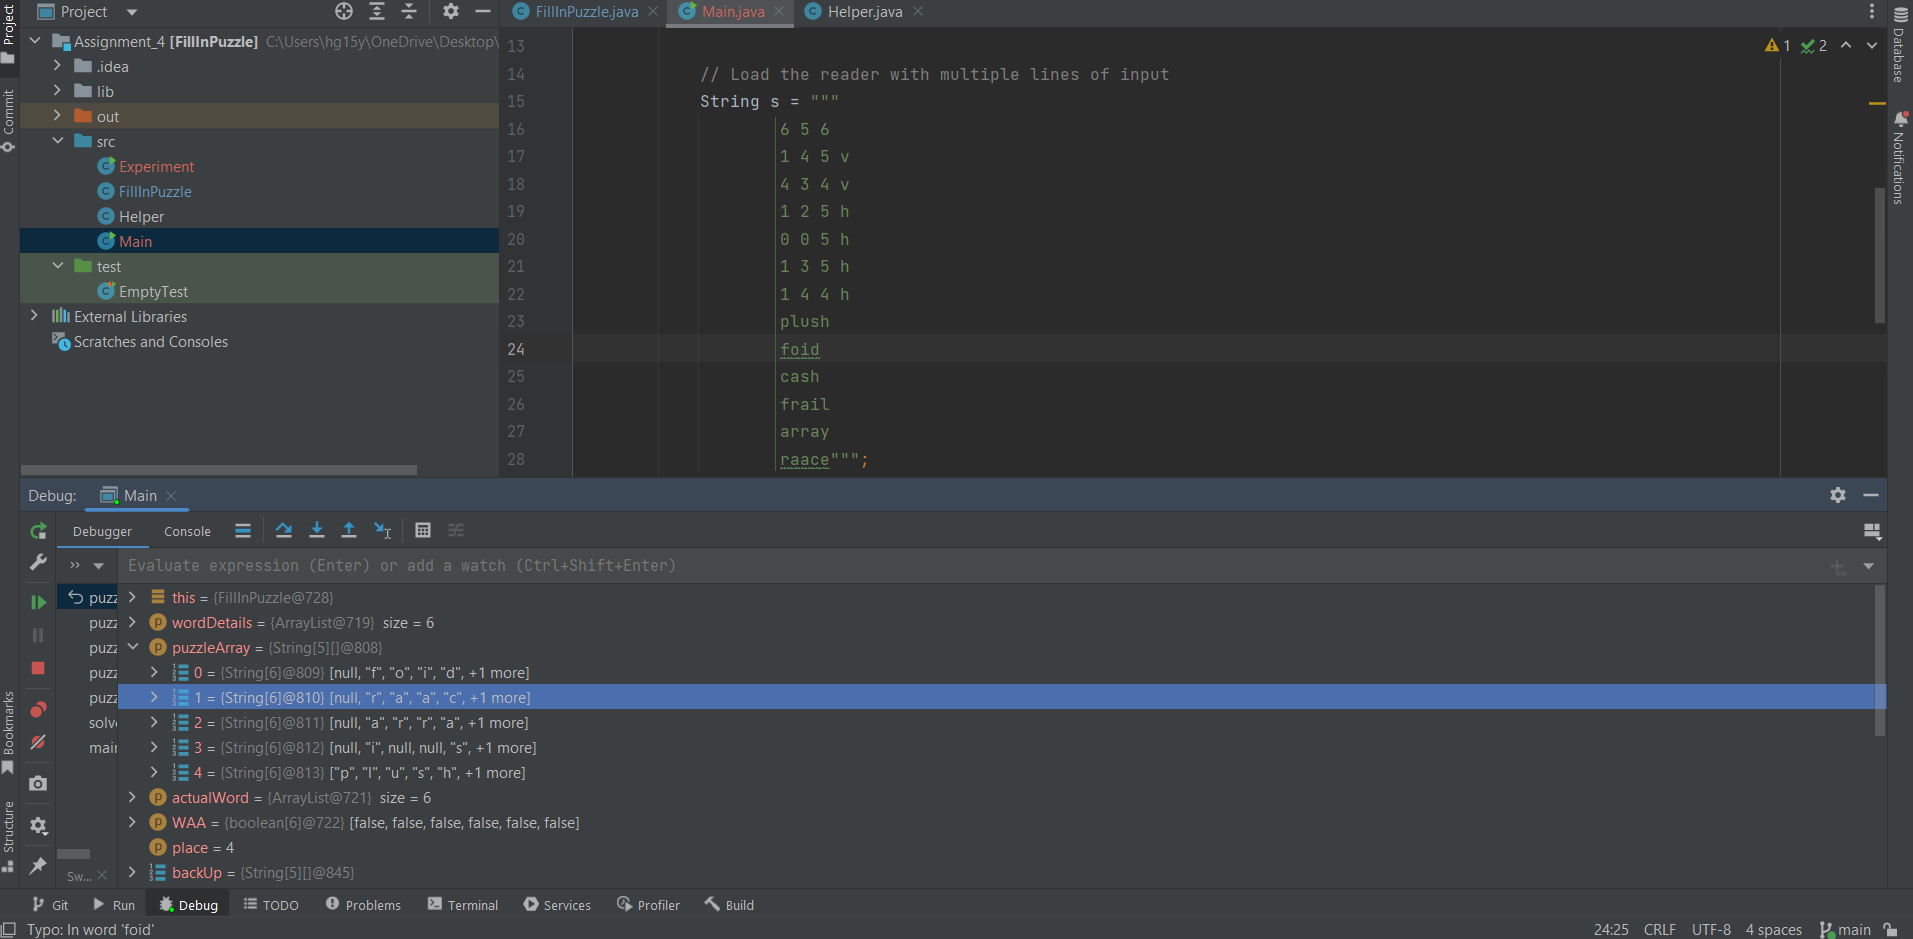 Project
FillInPuzzle.java
Main.java
Helper.java
Project
Commit
Bookmarks
Structure
Assignment_4 [FillInPuzzle] C:\Users\hg15y\OneDrive\Desktop\
.idea
lib
out
src
Experiment
FillInPuzzle
Helper
Main
test
EmptyTest
External Libraries
Scratches and Consoles
13
14 // Load the reader with multiple lines of input
15 String s = """
16 6 5 6
17 1 4 5 v
18 4 3 4 v
19 1 2 5 h
20 0 0 5 h
21 1 3 5 h
22 1 4 4 h
23 plush
24 foid
25 cash
26 frail
27 array
28 raace""";
1 2
Database
Notifications
Debug: Main
Debugger Console
Evaluate expression (Enter) or add a watch (Ctrl+Shift+Enter)
puzz
puzz
puzz
puzz
puzz
solv
mai
Sw...
this = {FillInPuzzle@728}
wordDetails = {ArrayList@719} size = 6
puzzleArray = {String[5][]@808}
0 = {String[6]@809} [null, "f", "o", "i", "d", +1 more]
1 = {String[6]@810} [null, "r", "a", "a", "c", +1 more]
2 = {String[6]@811} [null, "a", "r", "r", "a", +1 more]
3 = {String[6]@812} [null, "i", null, null, "s", +1 more]
4 = {String[6]@813} ["p", "l", "u", "s", "h", +1 more]
actualWord = {ArrayList@721} size = 6
WAA = {boolean[6]@722} [false, false, false, false, false, false]
place = 4
backUp = {String[5][]@845}
Git Run Debug TODO Problems Terminal Services Profiler Build
Typo: In word 'foid' 24:25 CRLF UTF-8 4 spaces main